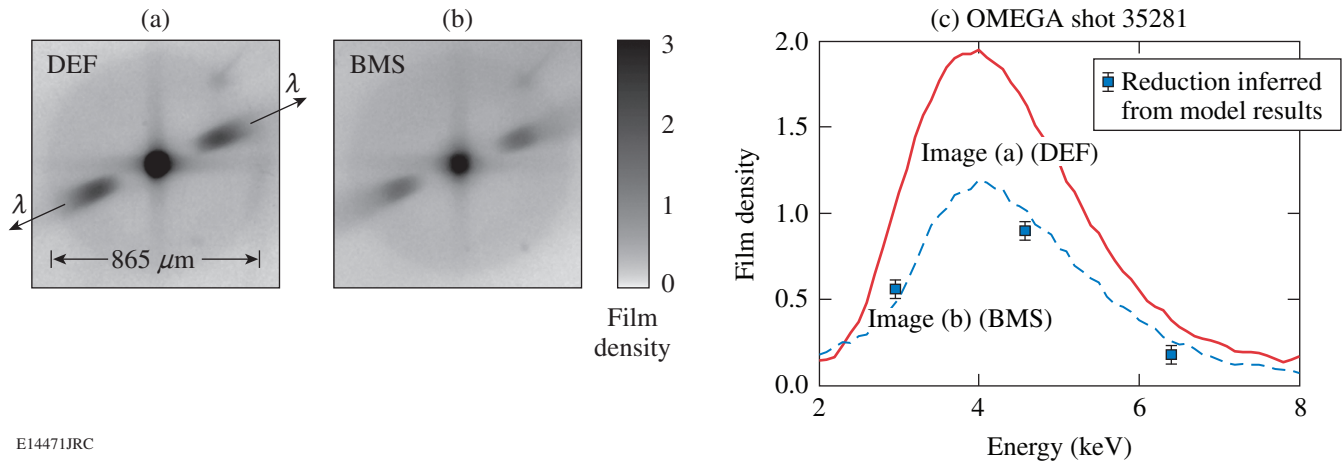 (a)
DEF
λ
λ
865 μm
(b)
BMS
3
2
1
0
Film
density
(c) OMEGA shot 35281
2.0
1.5
1.0
0.5
0.0
Film density
Reduction inferred
from model results
Image (a) (DEF)
Image (b) (BMS)
2 4 6 8
Energy (keV)
E14471JRC